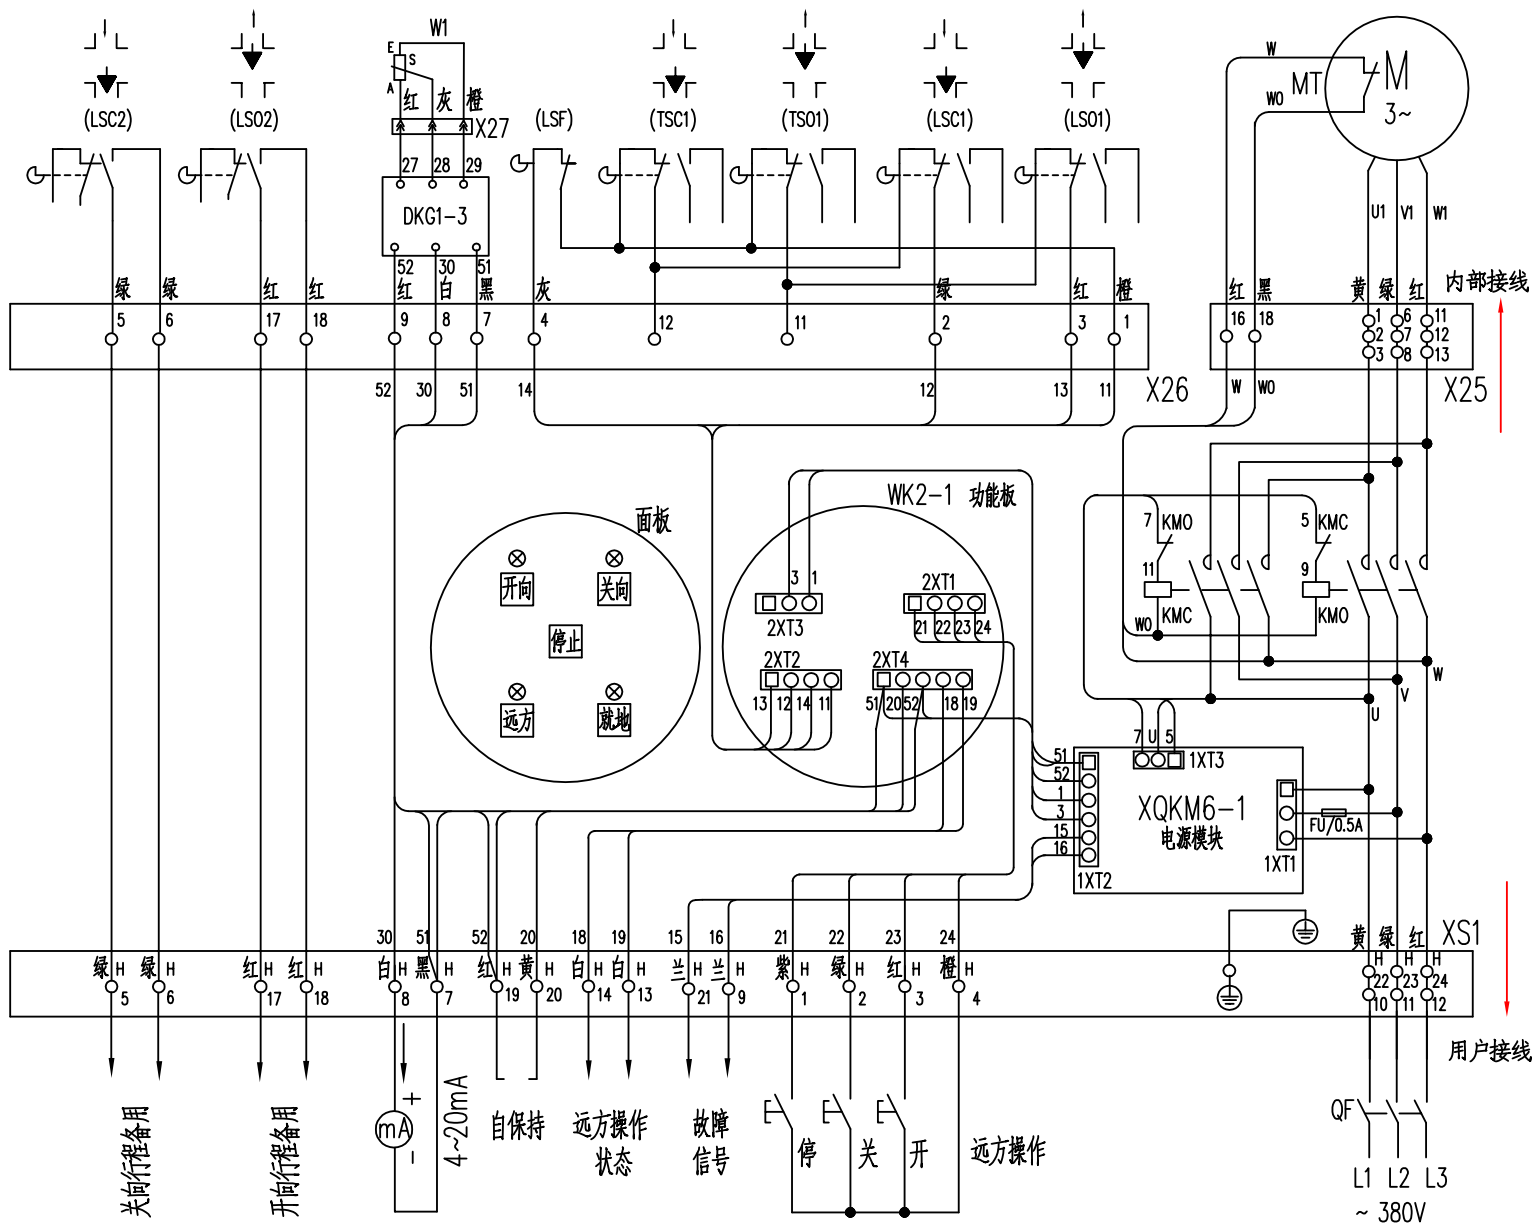 W1
E
S
A
红 灰 橙
X27
(LSC2) (LSO2) (LSF) (TSC1) (TSO1) (LSC1) (LSO1)
W
W0
MT
M
3~
27 28 29
DKG1-3
52 30 51
U1 V1 W1
绿 绿 红 红 红 白 黑 灰 绿 红 橙 红 黑 黄 绿 红
内部接线
5 6 17 18 9 8 7 4 12 11 2 3 1 16 18
1 6 11
2 7 12
3 8 13
52 30 51 14 12 13 11
X26
W W0
X25
WK2-1 功能板
面板
开向 关向
停止
远方 就地
3 1
2XT3
2XT1
21 22 23 24
2XT2
13 12 14 11
2XT4
51 20 52 18 19
7 KMO
5 KMC
11
KMC
9
KMO
W0
W
V
U
7 U 5
1XT3
51
52
1
3
15
16
1XT2
XQKM6-1
电源模块
1XT1
FU/0.5A
30 51 52 20 18 19 15 16 21 22 23 24
黄 绿 红
XS1
绿 H 绿 H 红 H 红 H 白 H 黑 H 红 H 黄 H 白 H 白 H 兰 H 兰 H 紫 H 绿 H 红 H 橙 H
H H H
22 23 24
10 11 12
5 6 17 18 8 7 19 20 14 13 21 9 1 2 3 4
用户接线
关向行程备用
开向行程备用
mA
+
-
4~20mA
自保持
远方操作
状态
故障
信号
停 关 开
远方操作
QF
L1 L2 L3
~ 380V